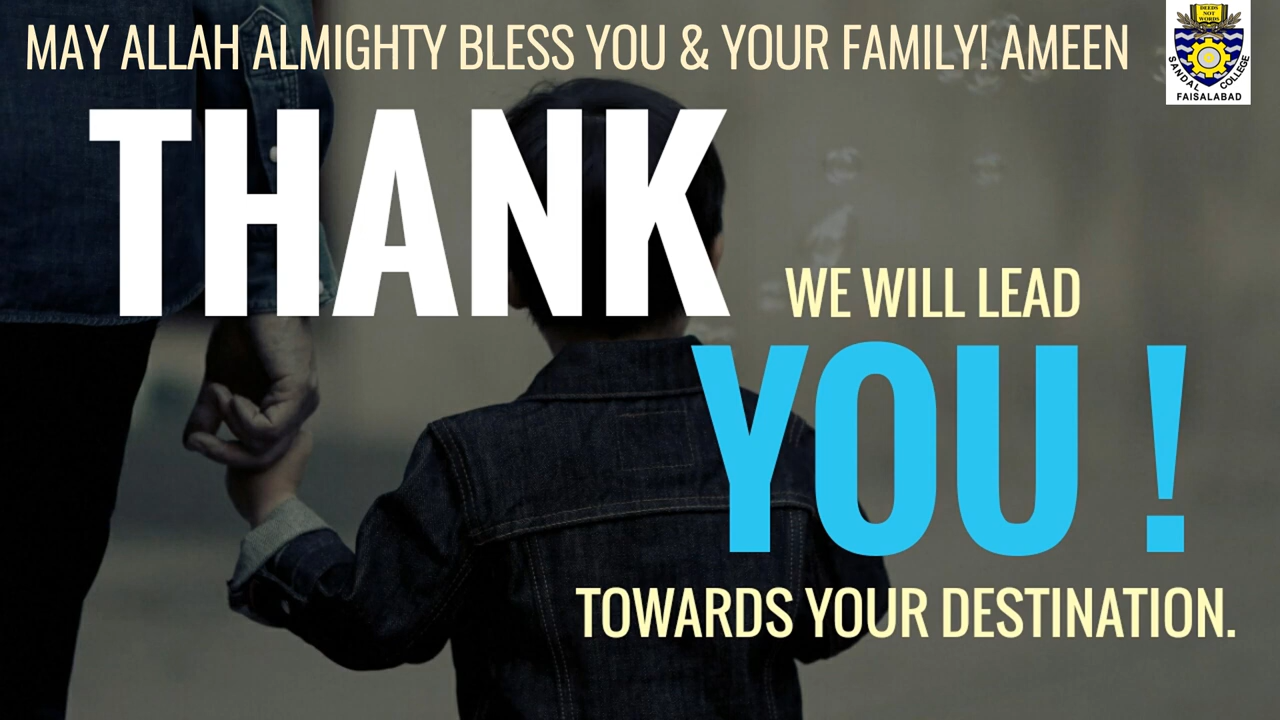 MAY ALLAH ALMIGHTY BLESS YOU & YOUR FAMILY! AMEEN
DEEDS
NOT
WORDS
SANDAL COLLEGE
FAISALABAD
THANK
WE WILL LEAD
YOU !
TOWARDS YOUR DESTINATION.